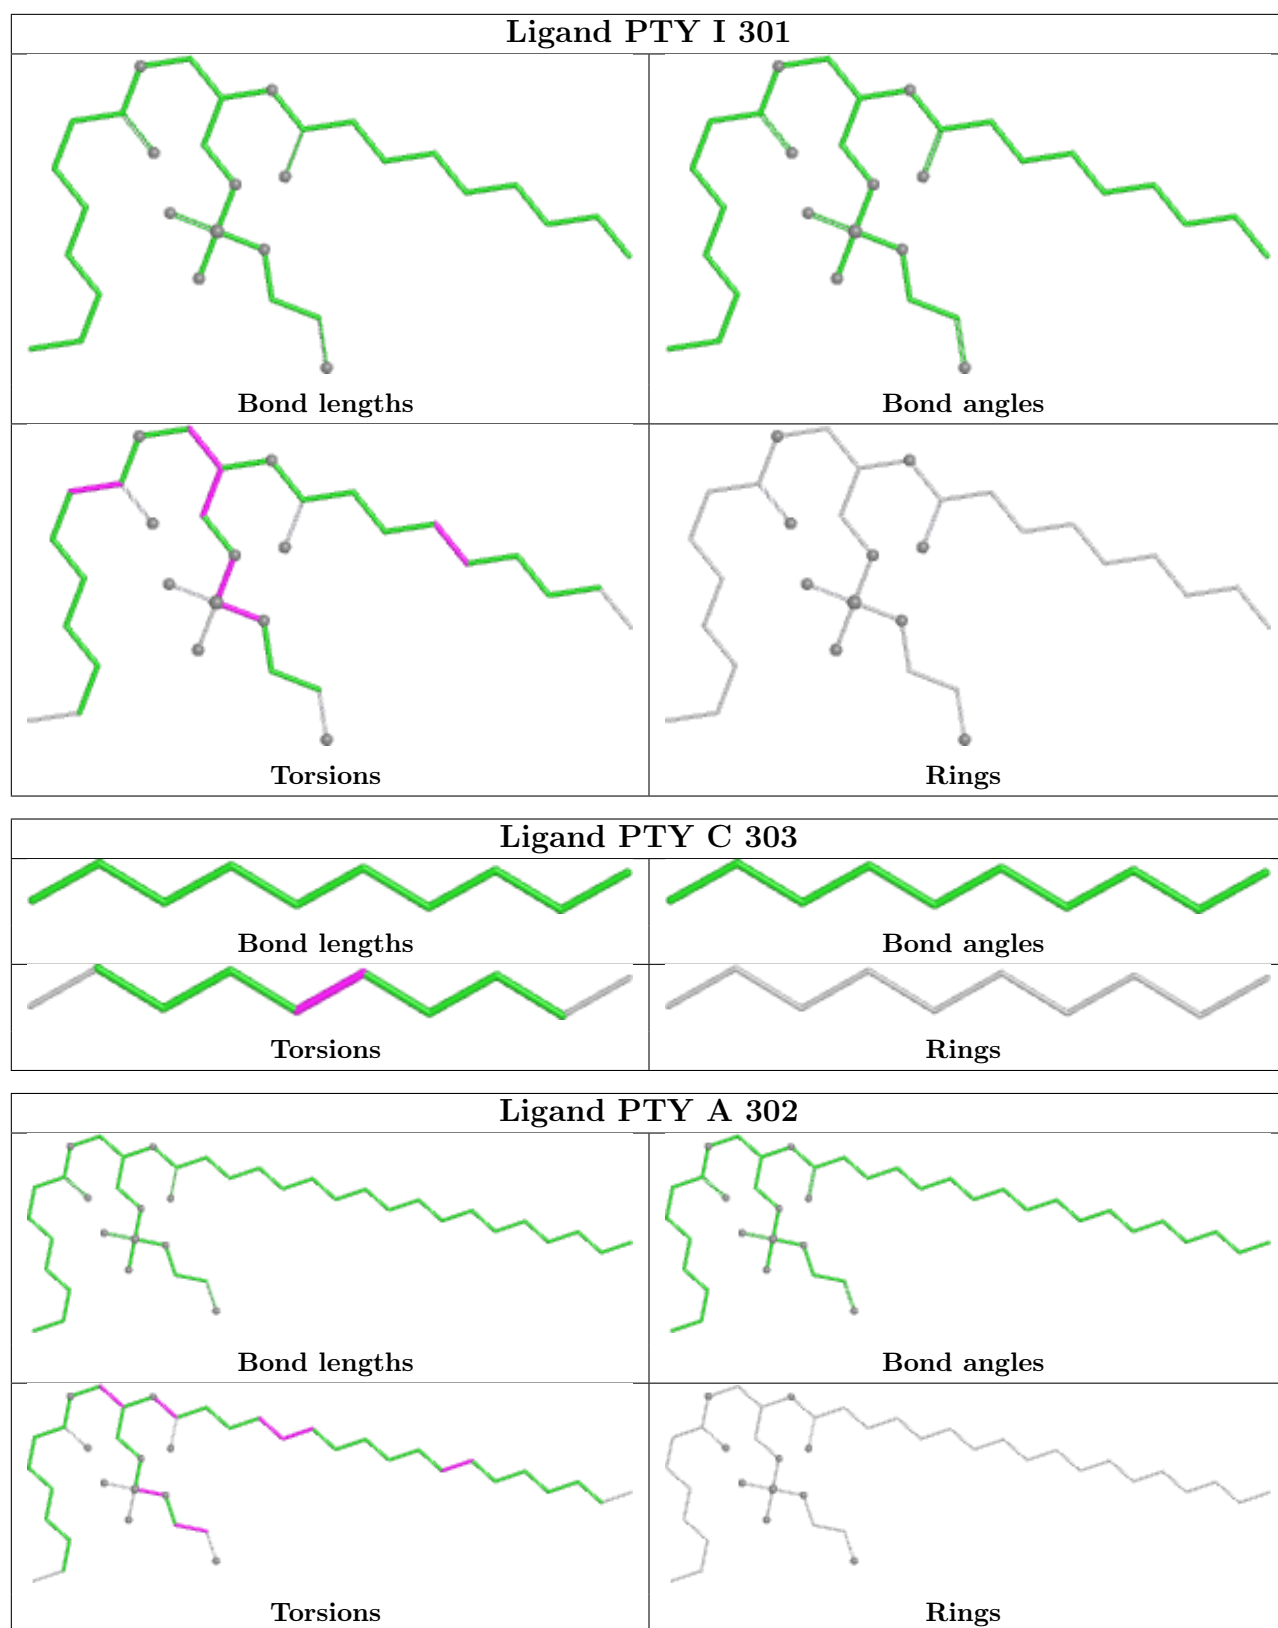 Ligand PTY I 301
Bond lengths
Bond angles
Torsions
Rings
Ligand PTY C 303
Bond lengths
Bond angles
Torsions
Rings
Ligand PTY A 302
Bond lengths
Bond angles
Torsions
Rings